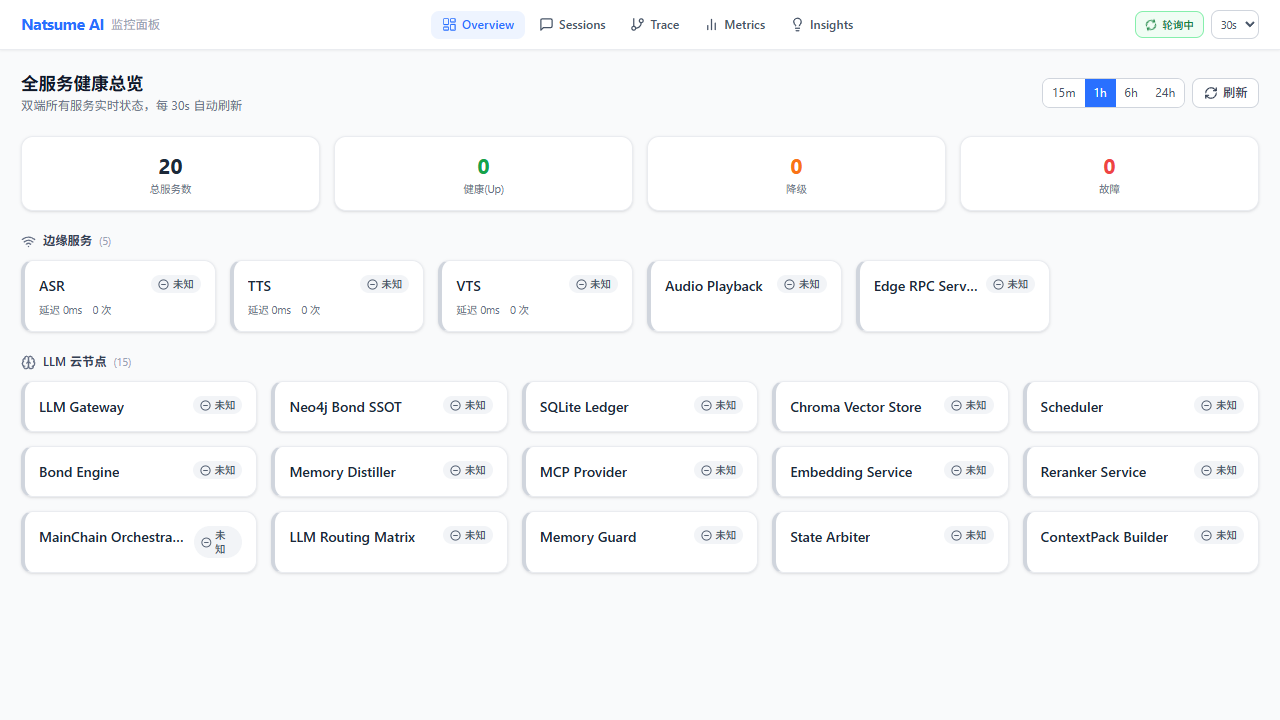 Natsume AI 监控面板
Overview
Sessions
Trace
Metrics
Insights
轮询中
30s
全服务健康总览
双端所有服务实时状态，每 30s 自动刷新
15m 1h 6h 24h
刷新
20
总服务数
0
健康(Up)
0
降级
0
故障
边缘服务 (5)
ASR 未知
延迟 0ms 0 次
TTS 未知
延迟 0ms 0 次
VTS 未知
延迟 0ms 0 次
Audio Playback 未知
Edge RPC Serv... 未知
LLM 云节点 (15)
LLM Gateway 未知
Neo4j Bond SSOT 未知
SQLite Ledger 未知
Chroma Vector Store 未知
Scheduler 未知
Bond Engine 未知
Memory Distiller 未知
MCP Provider 未知
Embedding Service 未知
Reranker Service 未知
MainChain Orchestra... 未知
LLM Routing Matrix 未知
Memory Guard 未知
State Arbiter 未知
ContextPack Builder 未知